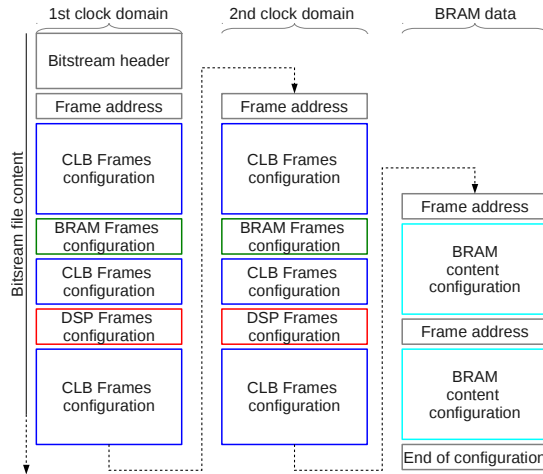 1st clock domain
2nd clock domain
BRAM data
Bitstream file content
Bitstream header
Frame address
CLB Frames
configuration
BRAM Frames
configuration
CLB Frames
configuration
DSP Frames
configuration
CLB Frames
configuration
Frame address
CLB Frames
configuration
BRAM Frames
configuration
CLB Frames
configuration
DSP Frames
configuration
CLB Frames
configuration
Frame address
BRAM
content
configuration
Frame address
BRAM
content
configuration
End of configuration